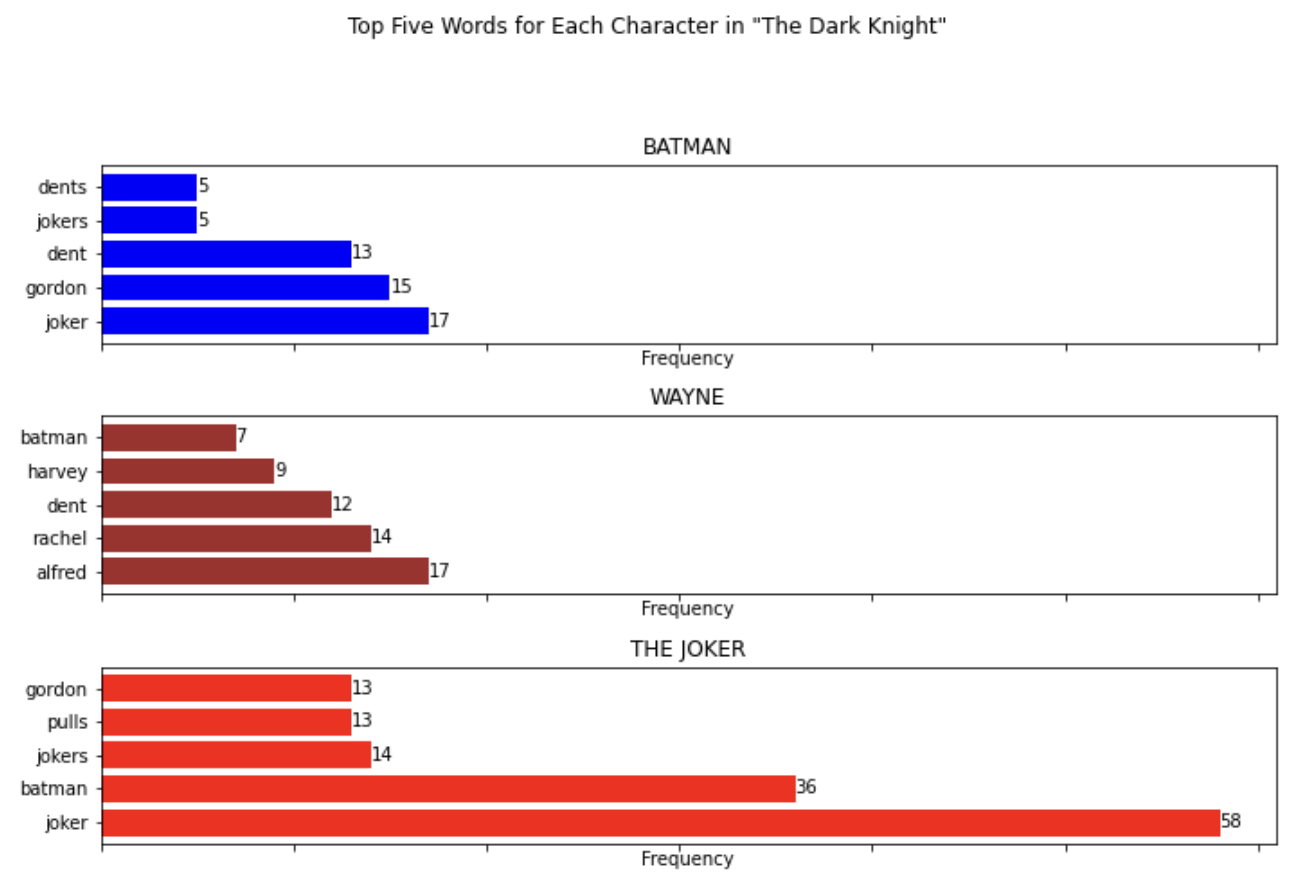 Top Five Words for Each Character in "The Dark Knight"
BATMAN
dents 5
jokers 5
dent 13
gordon 15
joker 17
Frequency
WAYNE
batman 7
harvey 9
dent 12
rachel 14
alfred 17
Frequency
THE JOKER
gordon 13
pulls 13
jokers 14
batman 36
joker 58
Frequency